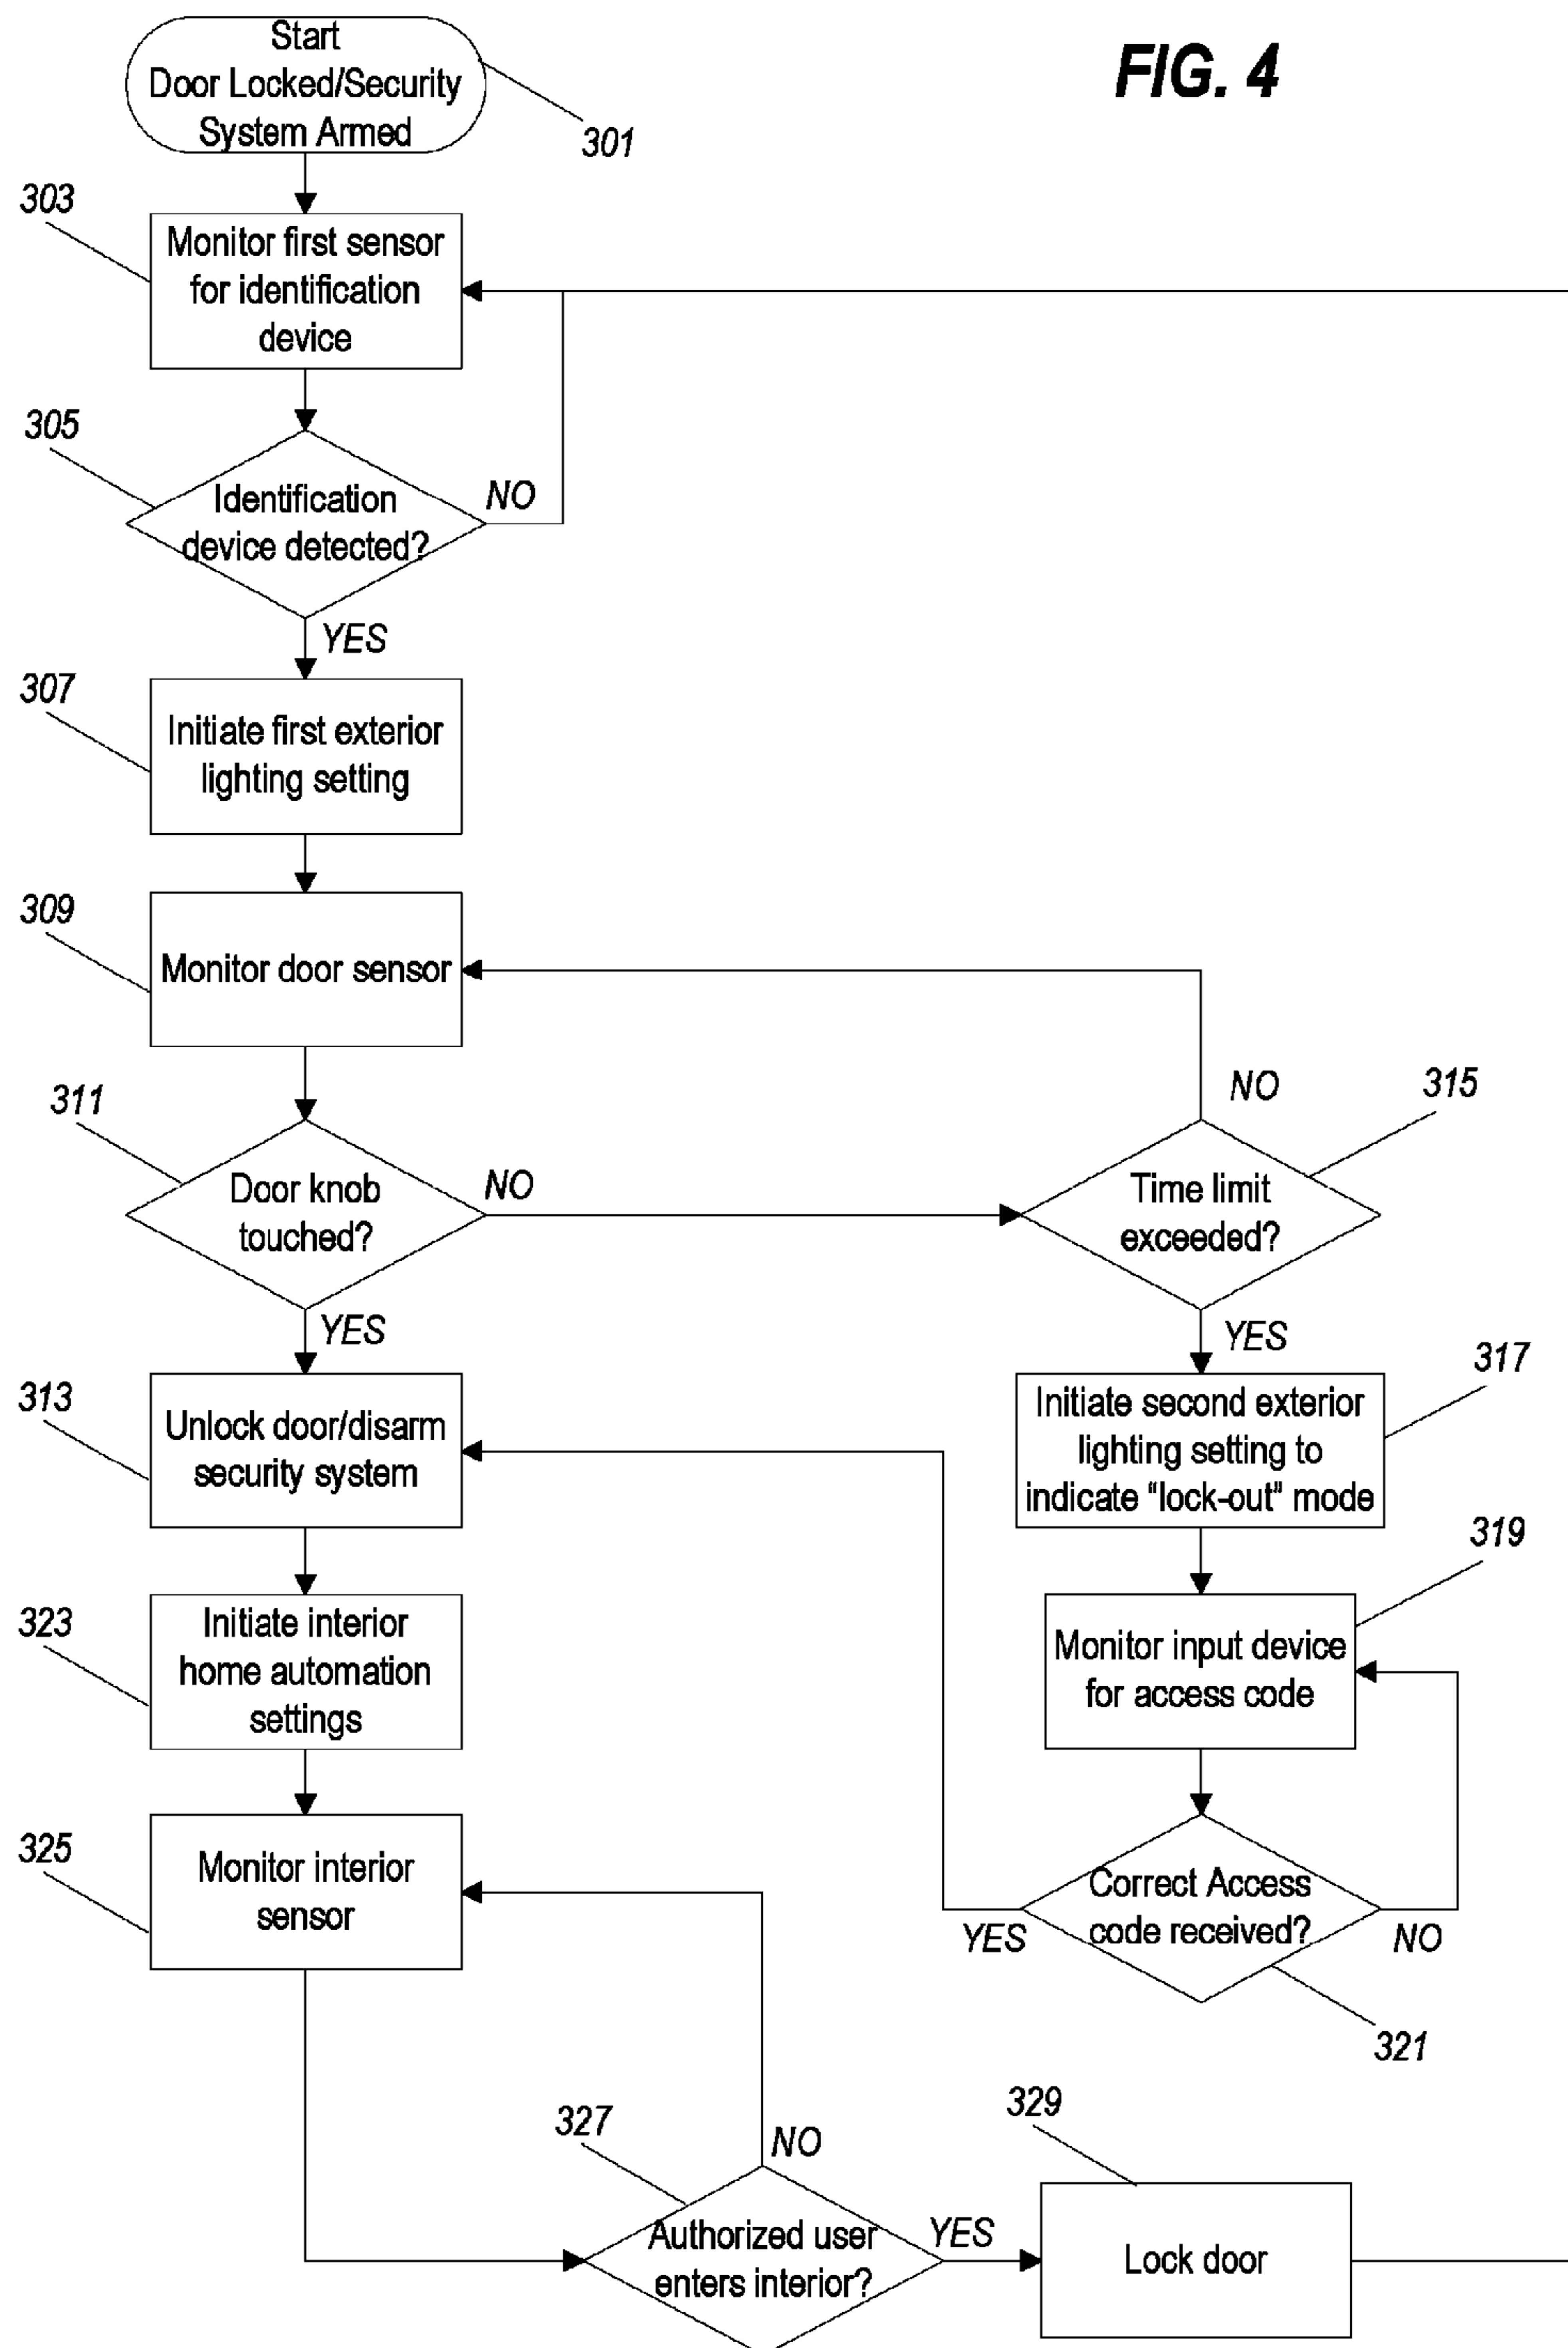 Start
Door Locked/Security
System Armed
FIG. 4
301
303
Monitor first sensor
for identification
device
305
Identification
device detected?
NO
YES
307
Initiate first exterior
lighting setting
309
Monitor door sensor
311
Door knob
touched?
NO
YES
NO
315
Time limit
exceeded?
YES
313
Unlock door/disarm
security system
317
Initiate second exterior
lighting setting to
indicate “lock-out” mode
319
Monitor input device
for access code
323
Initiate interior
home automation
settings
325
Monitor interior
sensor
Correct Access
code received?
YES
NO
321
327
NO
Authorized user
enters interior?
YES
329
Lock door